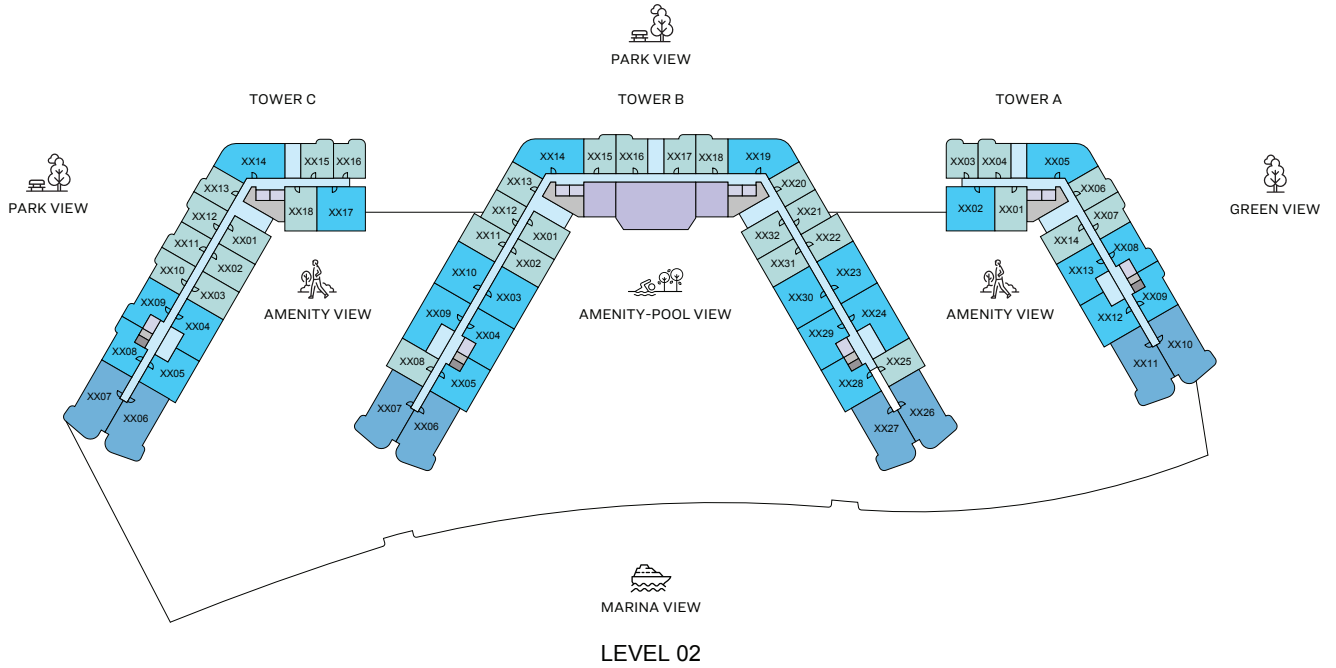 PARK VIEW
TOWER C
TOWER B
TOWER A
PARK VIEW
GREEN VIEW
AMENITY VIEW
AMENITY-POOL VIEW
AMENITY VIEW
XX14
XX15
XX16
XX13
XX12
XX11
XX10
XX09
XX08
XX07
XX06
XX05
XX04
XX03
XX02
XX01
XX18
XX17
XX14
XX15
XX16
XX17
XX18
XX19
XX13
XX12
XX11
XX10
XX09
XX08
XX07
XX06
XX05
XX04
XX03
XX02
XX01
XX20
XX21
XX22
XX23
XX24
XX25
XX26
XX27
XX28
XX29
XX30
XX31
XX32
XX03
XX04
XX05
XX02
XX01
XX06
XX07
XX08
XX09
XX10
XX11
XX12
XX13
XX14
MARINA VIEW
LEVEL 02